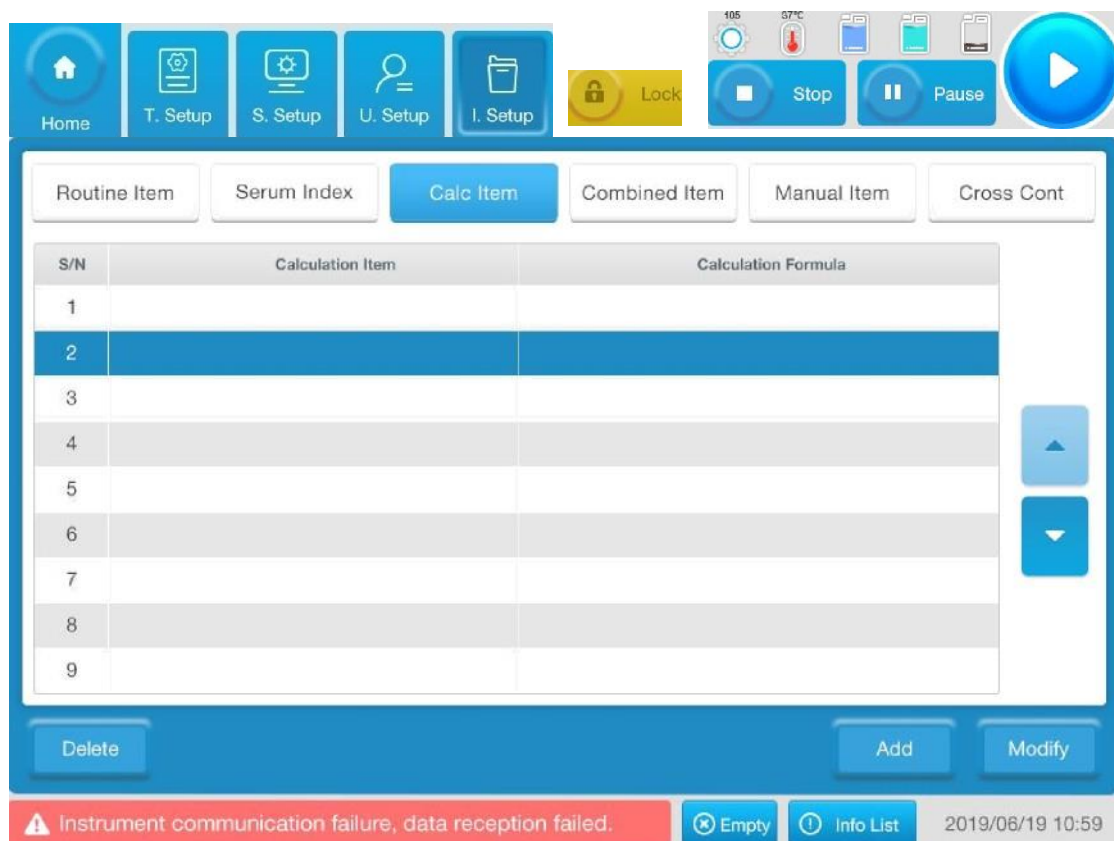 105 37°C
Home T. Setup S. Setup U. Setup I. Setup Lock Stop Pause
Routine Item Serum Index Calc Item Combined Item Manual Item Cross Cont
S/N Calculation Item Calculation Formula
1
2
3
4
5
6
7
8
9
Delete Add Modify
Instrument communication failure, data reception failed. Empty Info List 2019/06/19 10:59